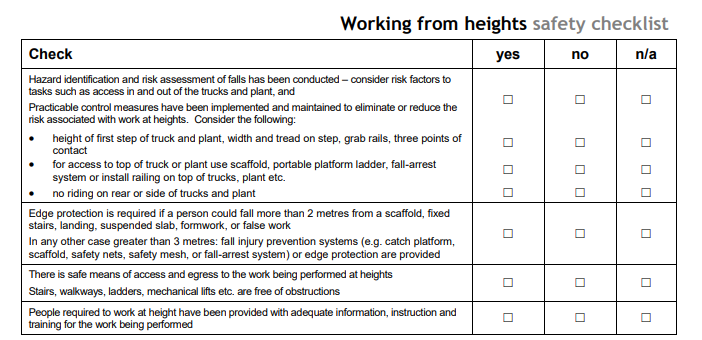 Working from heights safety checklist
Check yes no n/a
Hazard identification and risk assessment of falls has been conducted – consider risk factors to
tasks such as access in and out of the trucks and plant, and
Practicable control measures have been implemented and maintained to eliminate or reduce the
risk associated with work at heights. Consider the following:
• height of first step of truck and plant, width and tread on step, grab rails, three points of
contact
• for access to top of truck or plant use scaffold, portable platform ladder, fall-arrest
system or install railing on top of trucks, plant etc.
• no riding on rear or side of trucks and plant
Edge protection is required if a person could fall more than 2 metres from a scaffold, fixed
stairs, landing, suspended slab, formwork, or false work
In any other case greater than 3 metres: fall injury prevention systems (e.g. catch platform,
scaffold, safety nets, safety mesh, or fall-arrest system) or edge protection are provided
There is safe means of access and egress to the work being performed at heights
Stairs, walkways, ladders, mechanical lifts etc. are free of obstructions
People required to work at height have been provided with adequate information, instruction and
training for the work being performed